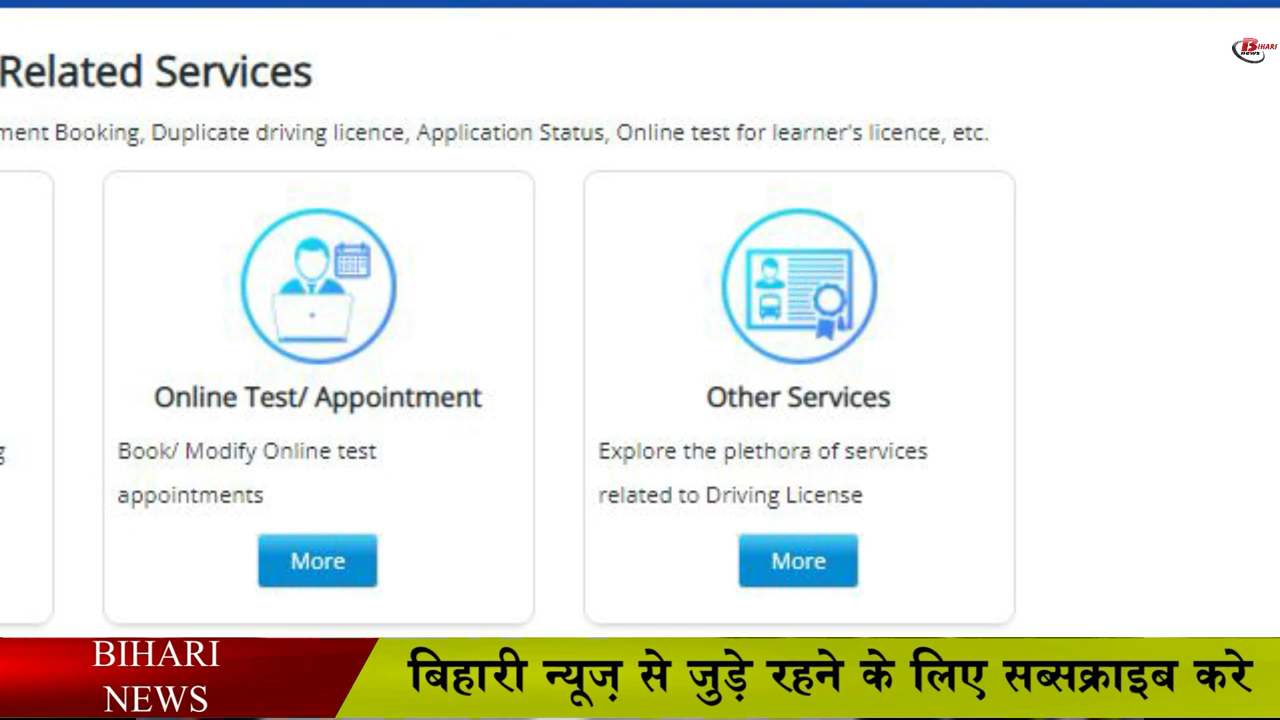 BIHARI
NEWS
Related Services
ment Booking, Duplicate driving licence, Application Status, Online test for learner's licence, etc.
Online Test/ Appointment
Book/ Modify Online test
appointments
More
Other Services
Explore the plethora of services
related to Driving License
More
g
BIHARI
NEWS
बिहारी न्यूज़ से जुड़े रहने के लिए सब्सक्राइब करे